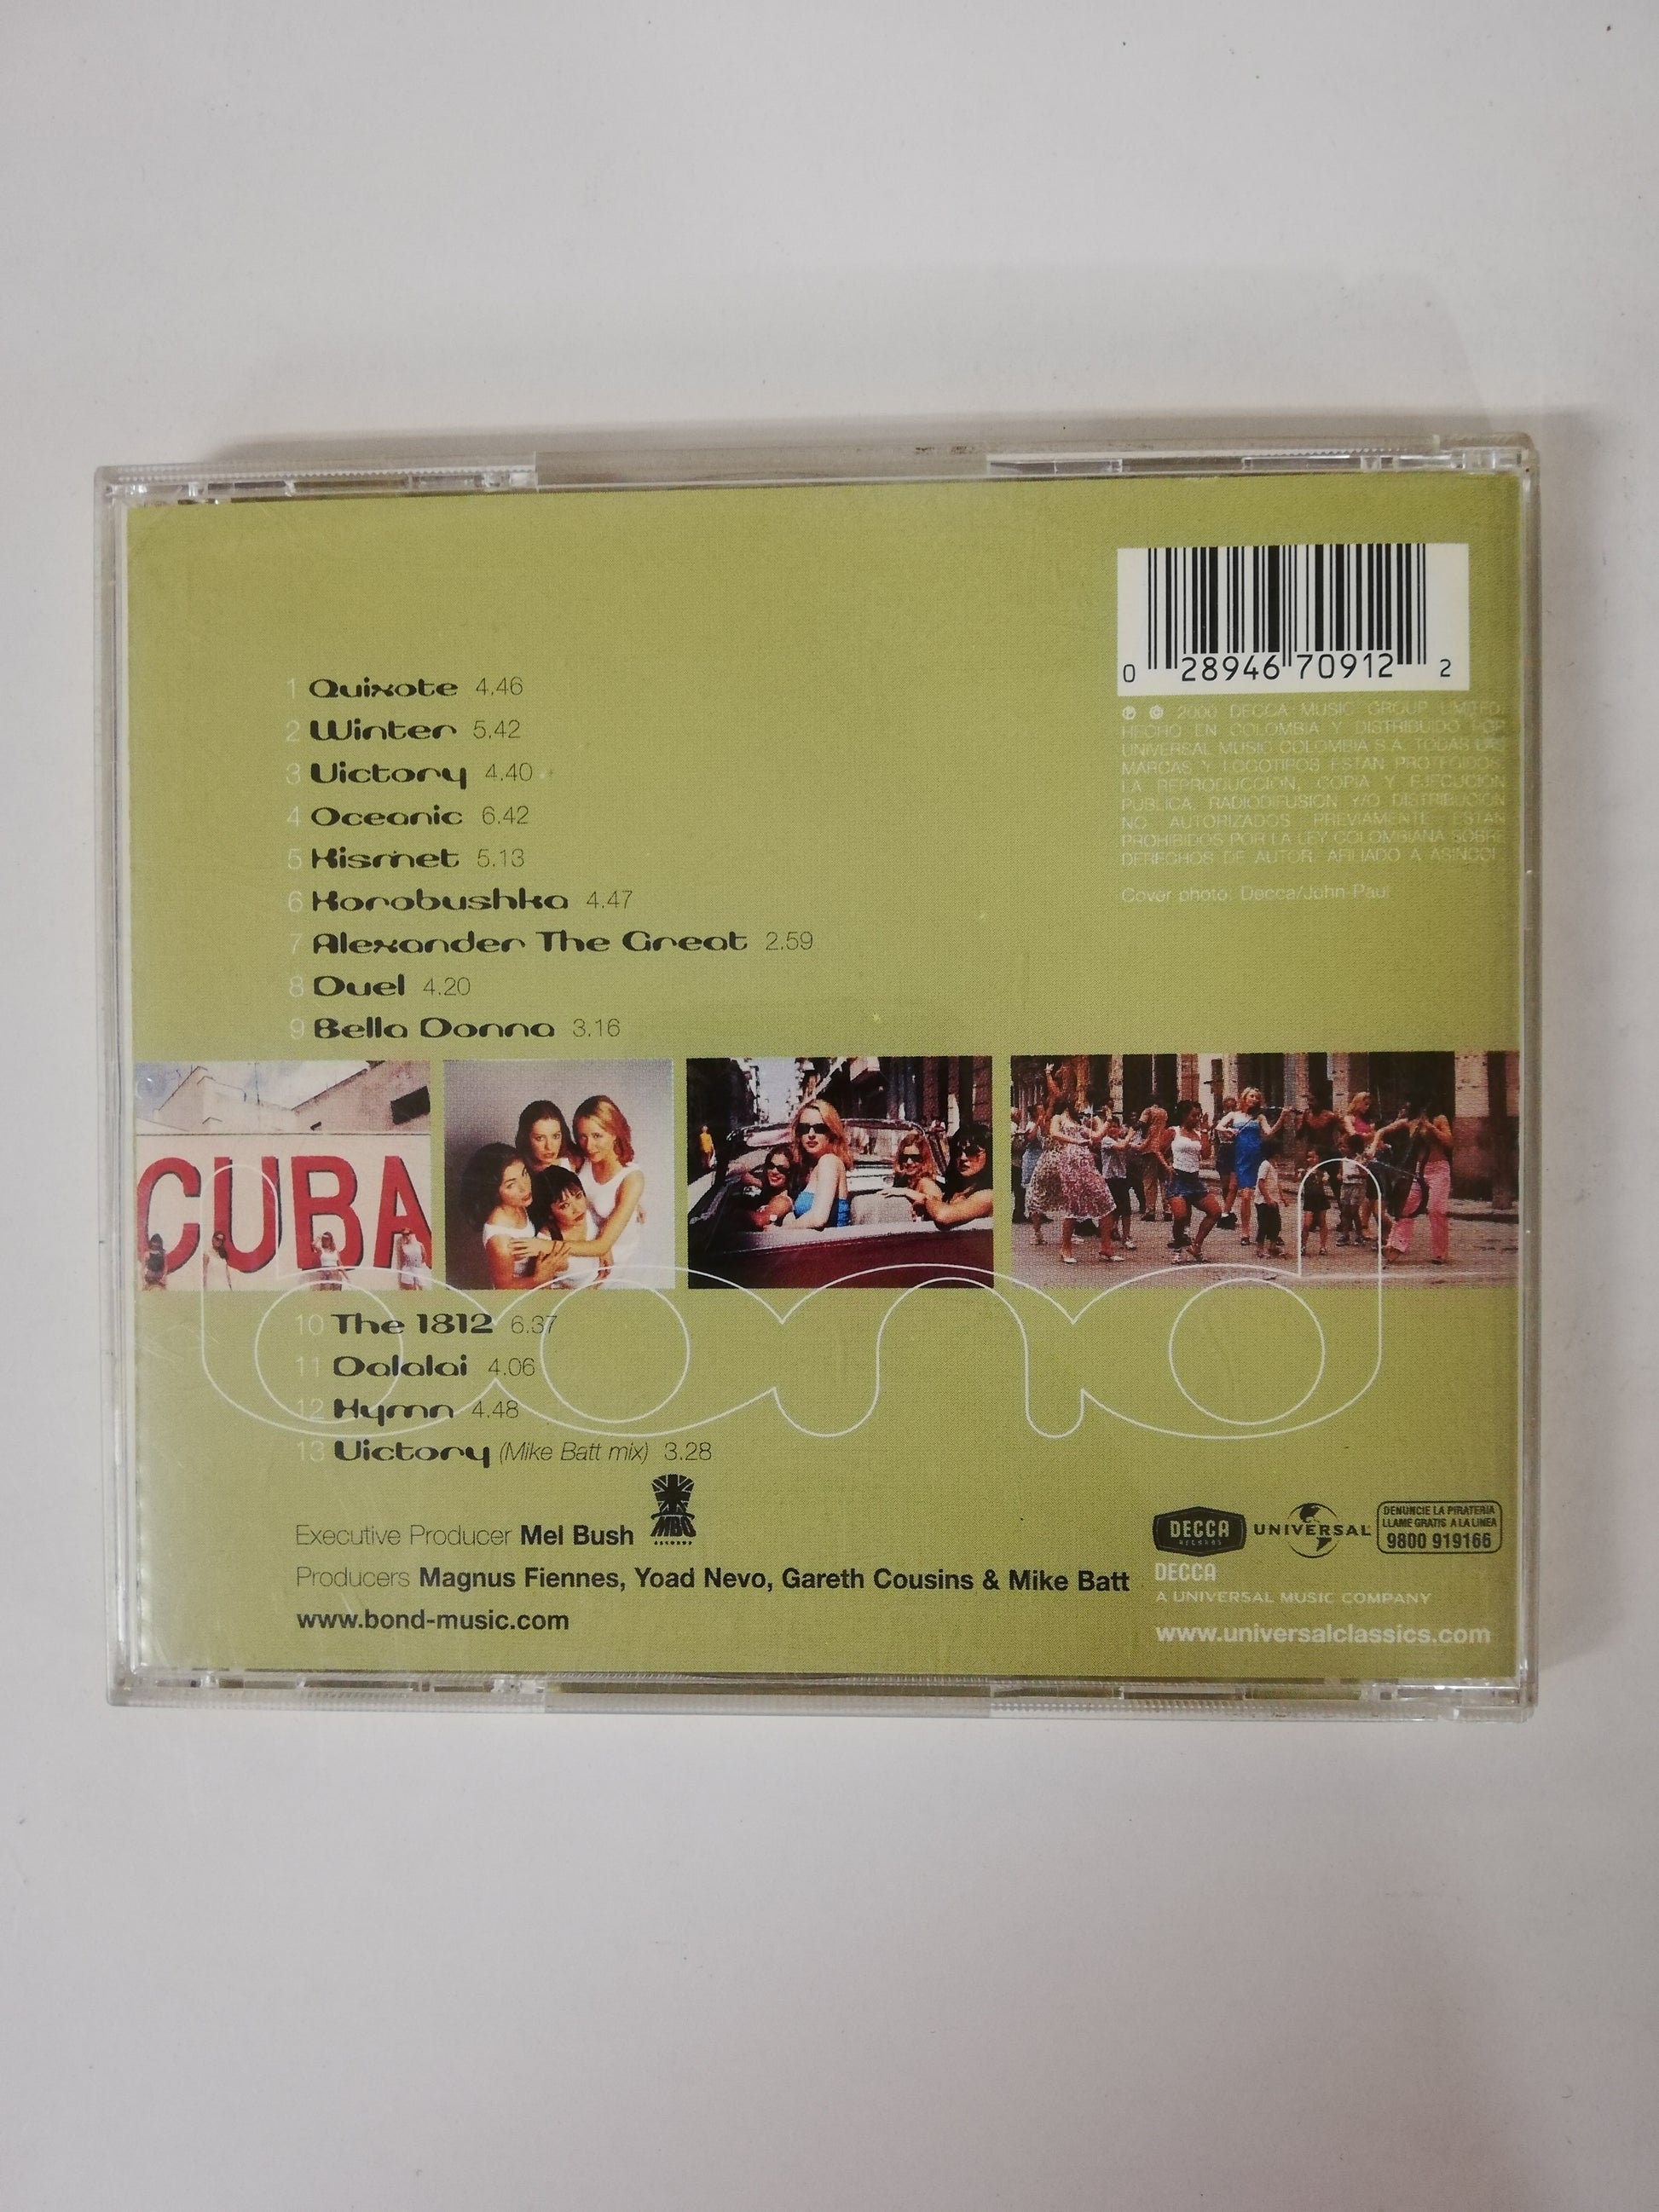 0 28946 70912 2
℗ © 2000 DECCA MUSIC GROUP LIMITED.
HECHO EN COLOMBIA Y DISTRIBUIDO POR
UNIVERSAL MUSIC COLOMBIA S.A. TODAS LAS
MARCAS Y LOGOTIPOS ESTAN PROTEGIDOS.
LA REPRODUCCION, COPIA Y EJECUCION
PUBLICA, RADIODIFUSION Y/O DISTRIBUCION
NO AUTORIZADOS PREVIAMENTE ESTAN
PROHIBIDOS POR LA LEY COLOMBIANA SOBRE
DERECHOS DE AUTOR. AFILIADO A ASINCOL.
Cover photo: Decca/John-Paul
1 Quixote 4.46
2 Winter 5.42
3 Victory 4.40
4 Oceanic 6.42
5 Kismet 5.13
6 Korobushka 4.47
7 Alexander The Great 2.59
8 Duel 4.20
9 Bella Donna 3.16
CUBA
bond
10 The 1812 6.37
11 Dalalai 4.06
12 Hymn 4.48
13 Victory (Mike Batt mix) 3.28
Executive Producer Mel Bush MBO
Producers Magnus Fiennes, Yoad Nevo, Gareth Cousins & Mike Batt
www.bond-music.com
DECCA
UNIVERSAL
DENUNCIE LA PIRATERIA
LLAME GRATIS A LA LINEA
9800 919166
DECCA
A UNIVERSAL MUSIC COMPANY
www.universalclassics.com